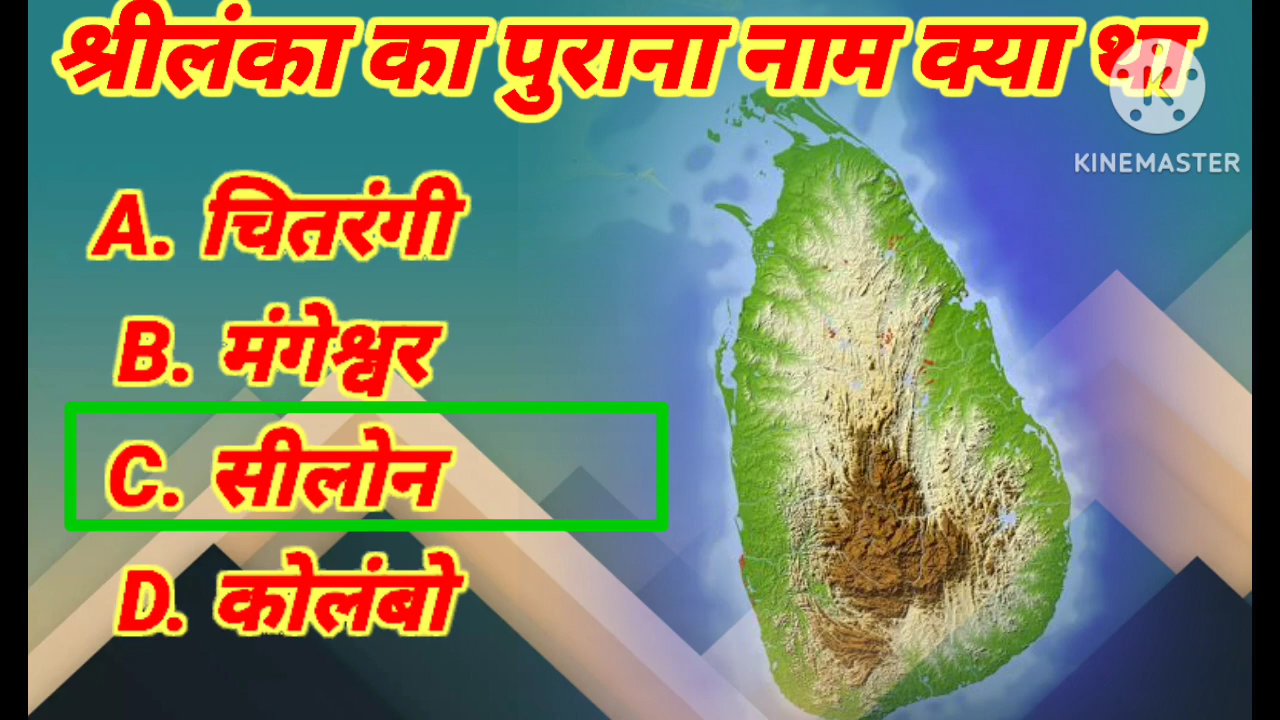 श्रीलंका का पुराना नाम क्या था
KINEMASTER
A. चितरंगी
B. मंगेश्वर
C. सीलोन
D. कोलंबो